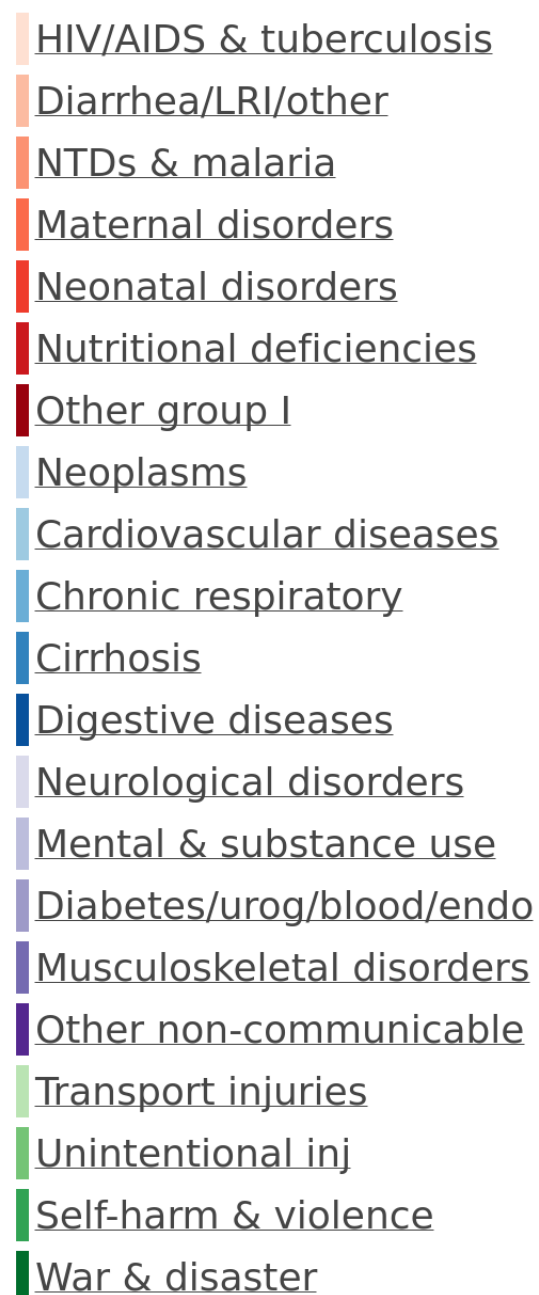 HIV/AIDS & tuberculosis
Diarrhea/LRI/other
NTDs & malaria
Maternal disorders
Neonatal disorders
Nutritional deficiencies
Other group I
Neoplasms
Cardiovascular diseases
Chronic respiratory
Cirrhosis
Digestive diseases
Neurological disorders
Mental & substance use
Diabetes/urog/blood/endo
Musculoskeletal disorders
Other non-communicable
Transport injuries
Unintentional inj
Self-harm & violence
War & disaster